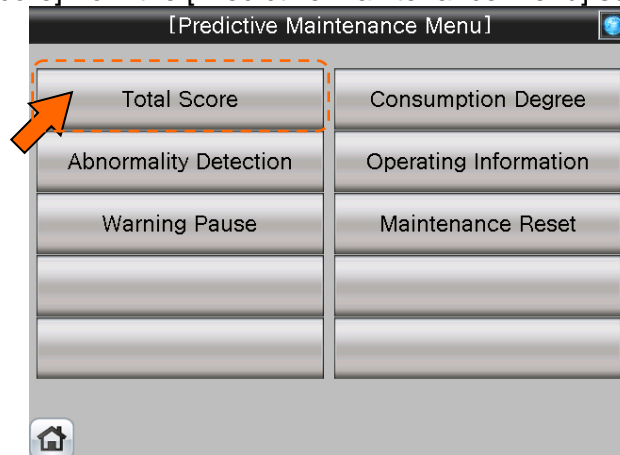 [Predictive Maintenance Menu]
Total Score
Consumption Degree
Abnormality Detection
Operating Information
Warning Pause
Maintenance Reset